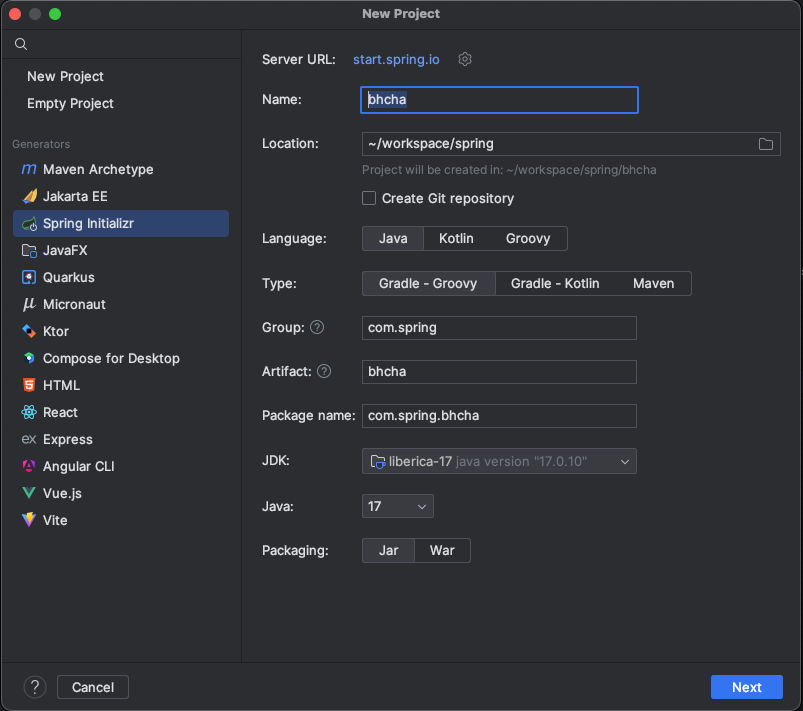 New Project
New Project
Empty Project
Generators
Maven Archetype
Jakarta EE
Spring Initializr
JavaFX
Quarkus
Micronaut
Ktor
Compose for Desktop
HTML
React
Express
Angular CLI
Vue.js
Vite
Server URL: start.spring.io
Name: bhcha
Location: ~/workspace/spring
Project will be created in: ~/workspace/spring/bhcha
Create Git repository
Language: Java Kotlin Groovy
Type: Gradle - Groovy Gradle - Kotlin Maven
Group: ? com.spring
Artifact: ? bhcha
Package name: com.spring.bhcha
JDK: liberica-17 java version "17.0.10"
Java: 17
Packaging: Jar War
? Cancel Next